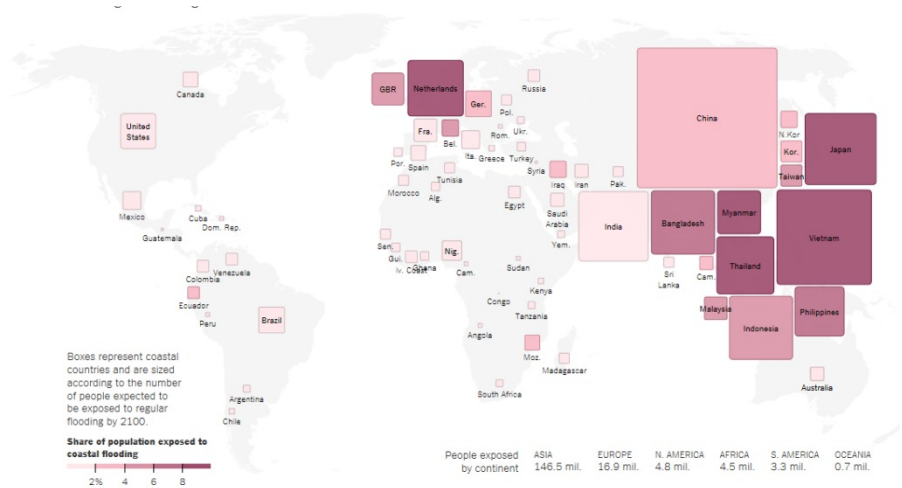 Canada
United
States
Mexico
Cuba
Dom. Rep.
Guatemala
Colombia
Venezuela
Ecuador
Peru
Brazil
Argentina
Chile
GBR
Netherlands
Ger.
Pol.
Russia
Fra.
Bel.
Ita.
Rom.
Ukr.
Por.
Spain
Greece
Turkey
Syria
Morocco
Alg.
Tunisia
Egypt
Iraq
Iran
Pak.
Saudi
Arabia
Yem.
Sen.
Gui.
Iv. Coast
Ghana
Nig.
Cam.
Sudan
Kenya
Congo
Tanzania
Angola
Moz.
Madagascar
South Africa
China
N.Kor
Kor.
Taiwan
Japan
India
Bangladesh
Myanmar
Vietnam
Thailand
Sri
Lanka
Cam.
Malaysia
Indonesia
Philippines
Australia
Boxes represent coastal
countries and are sized
according to the number
of people expected to
be exposed to regular
flooding by 2100.
Share of population exposed to
coastal flooding
2% 4 6 8
People exposed
by continent
ASIA EUROPE N. AMERICA AFRICA S. AMERICA OCEANIA
146.5 mil. 16.9 mil. 4.8 mil. 4.5 mil. 3.3 mil. 0.7 mil.